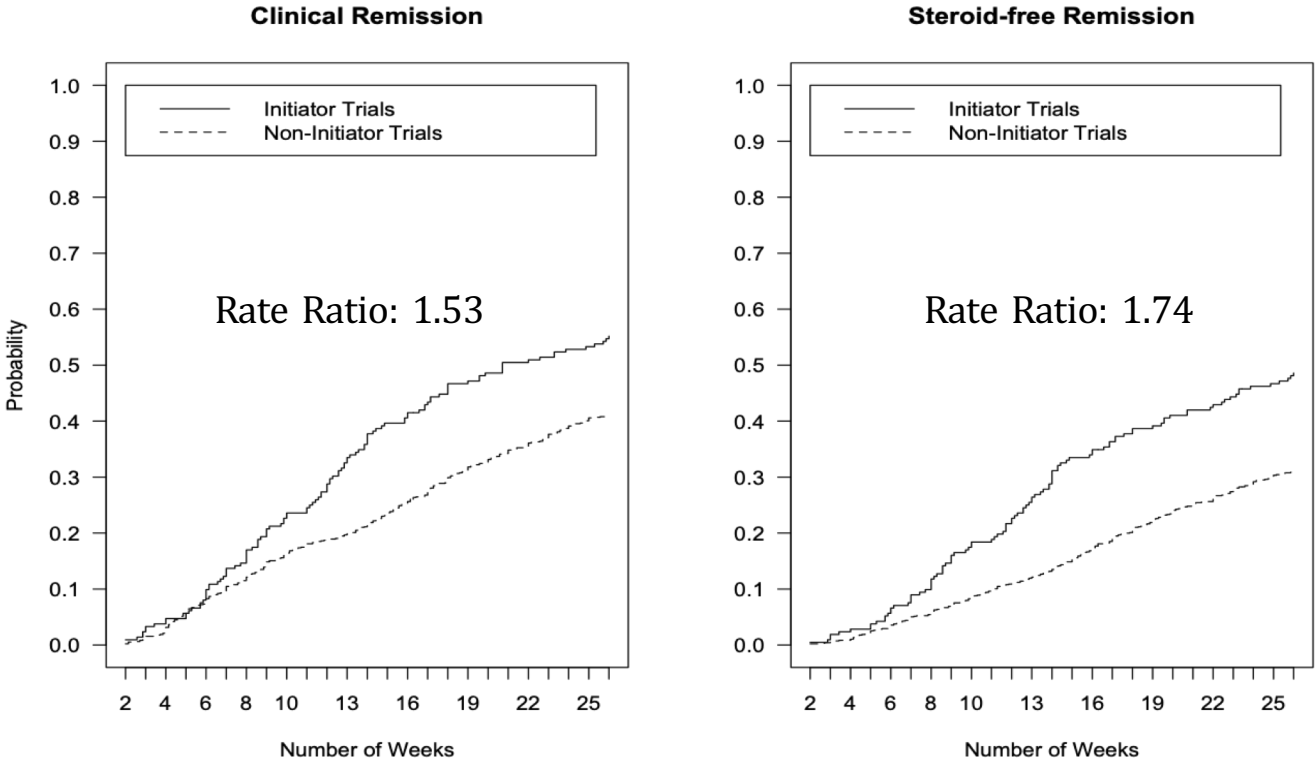 Clinical Remission
Probability
1.0
0.9
0.8
0.7
0.6
0.5
0.4
0.3
0.2
0.1
0.0
Initiator Trials
Non-Initiator Trials
Rate Ratio: 1.53
2 4 6 8 10 13 16 19 22 25
Number of Weeks
Steroid-free Remission
1.0
0.9
0.8
0.7
0.6
0.5
0.4
0.3
0.2
0.1
0.0
Initiator Trials
Non-Initiator Trials
Rate Ratio: 1.74
2 4 6 8 10 13 16 19 22 25
Number of Weeks